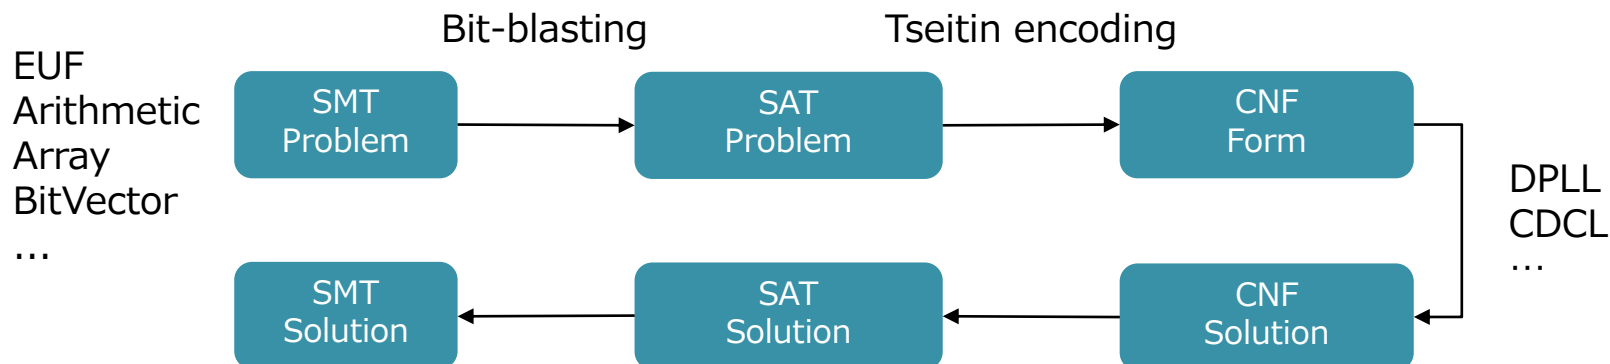 Bit-blasting
Tseitin encoding
EUF
Arithmetic
Array
BitVector
...
SMT
Problem
SAT
Problem
CNF
Form
DPLL
CDCL
...
SMT
Solution
SAT
Solution
CNF
Solution